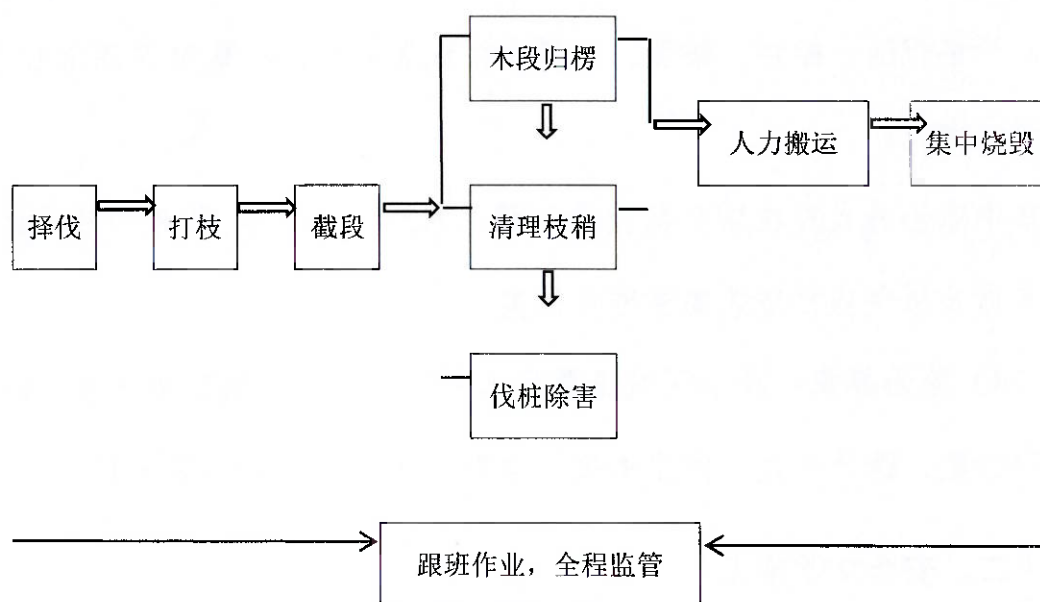 木段归楞
人力搬运
集中烧毁
择伐
打枝
截段
清理枝稍
伐桩除害
跟班作业，全程监管